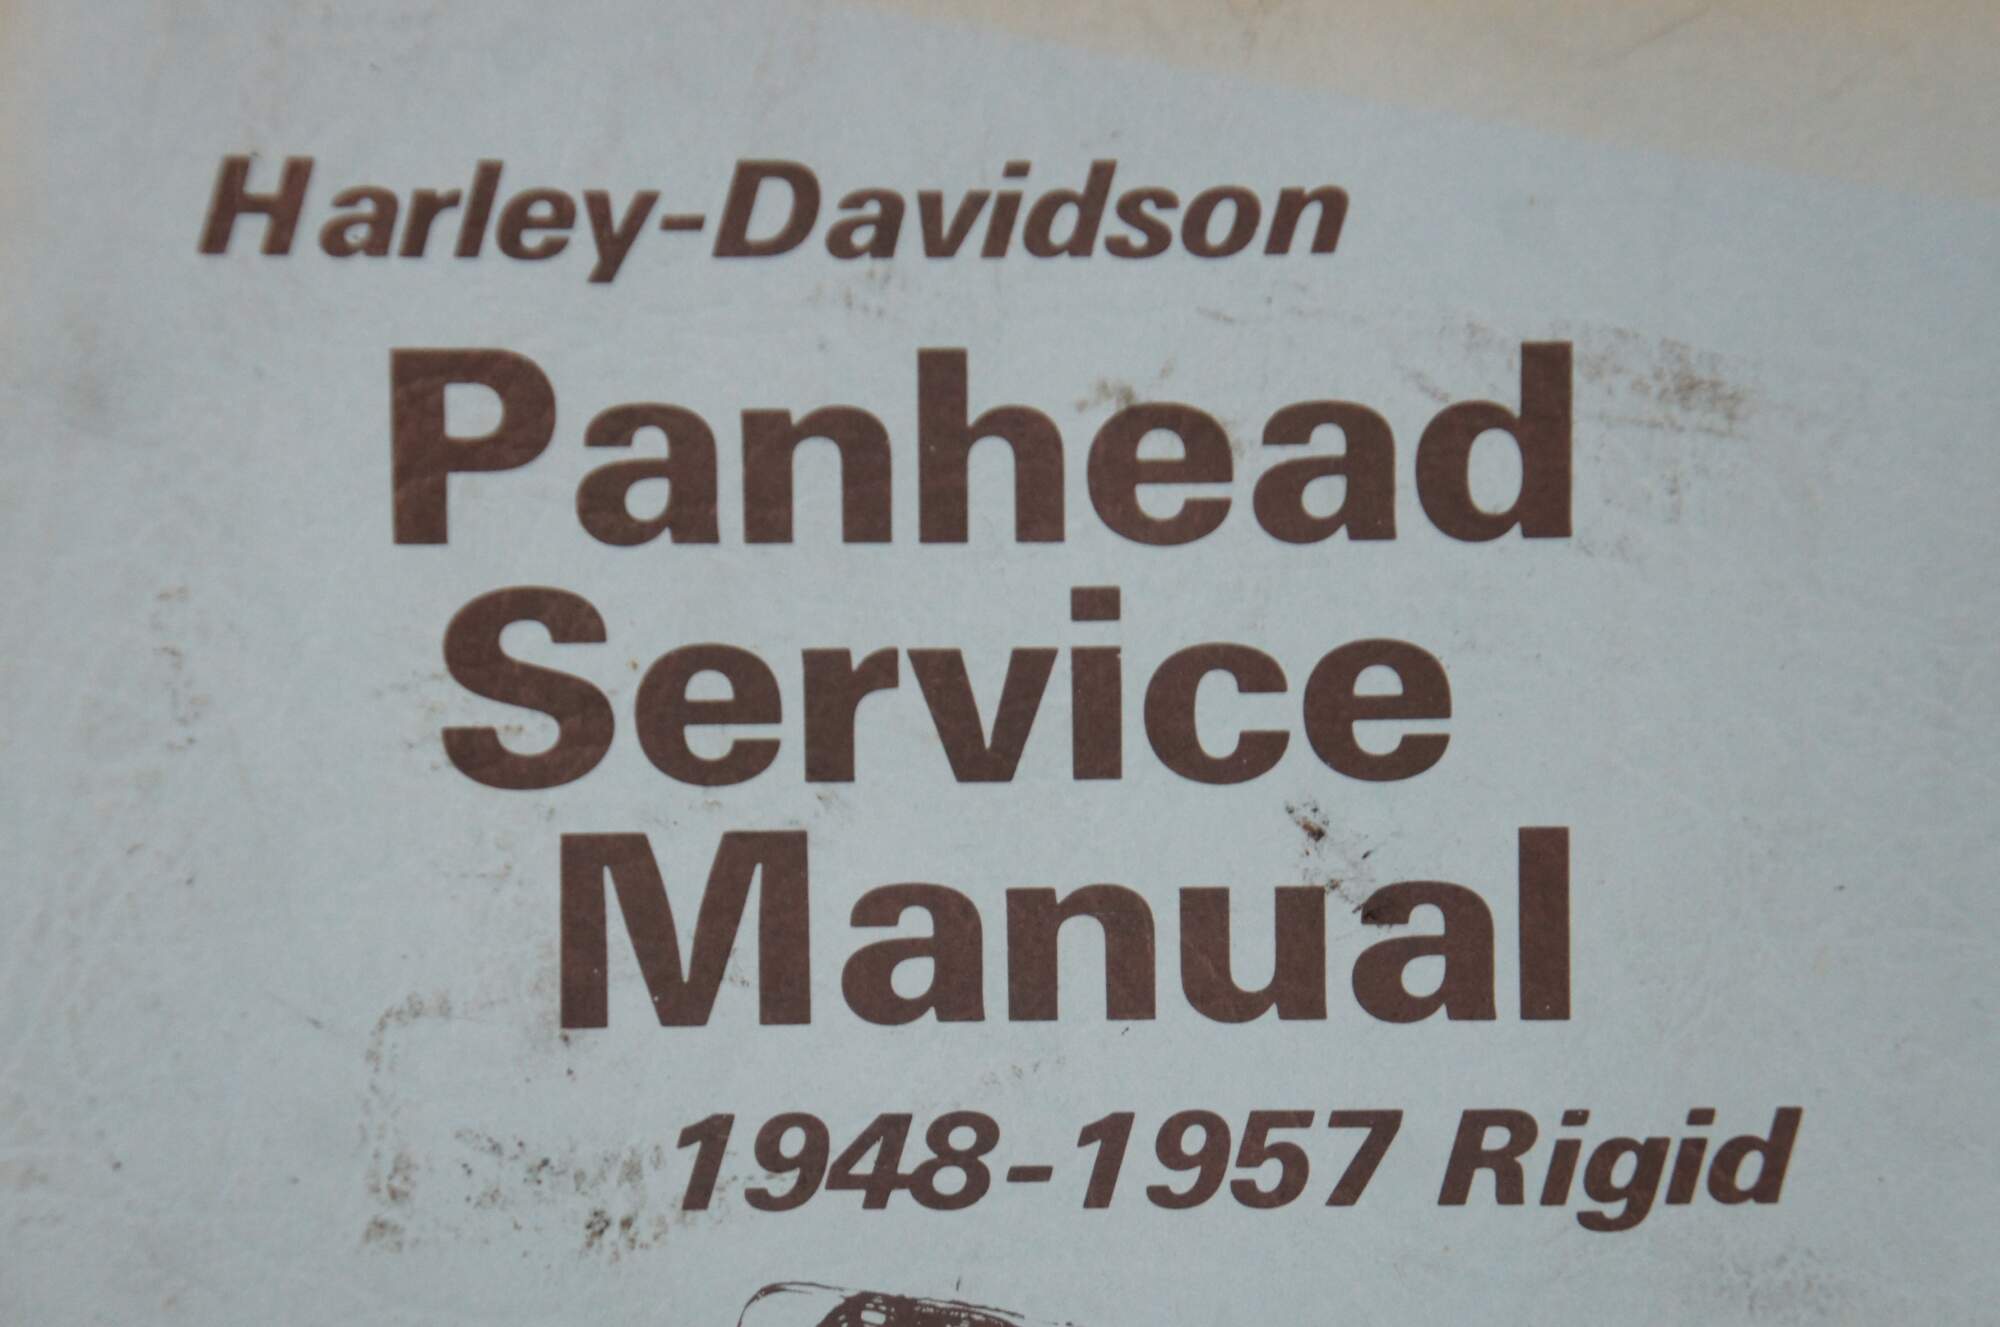 Harley-Davidson
Panhead
Service
Manual
1948-1957 Rigid